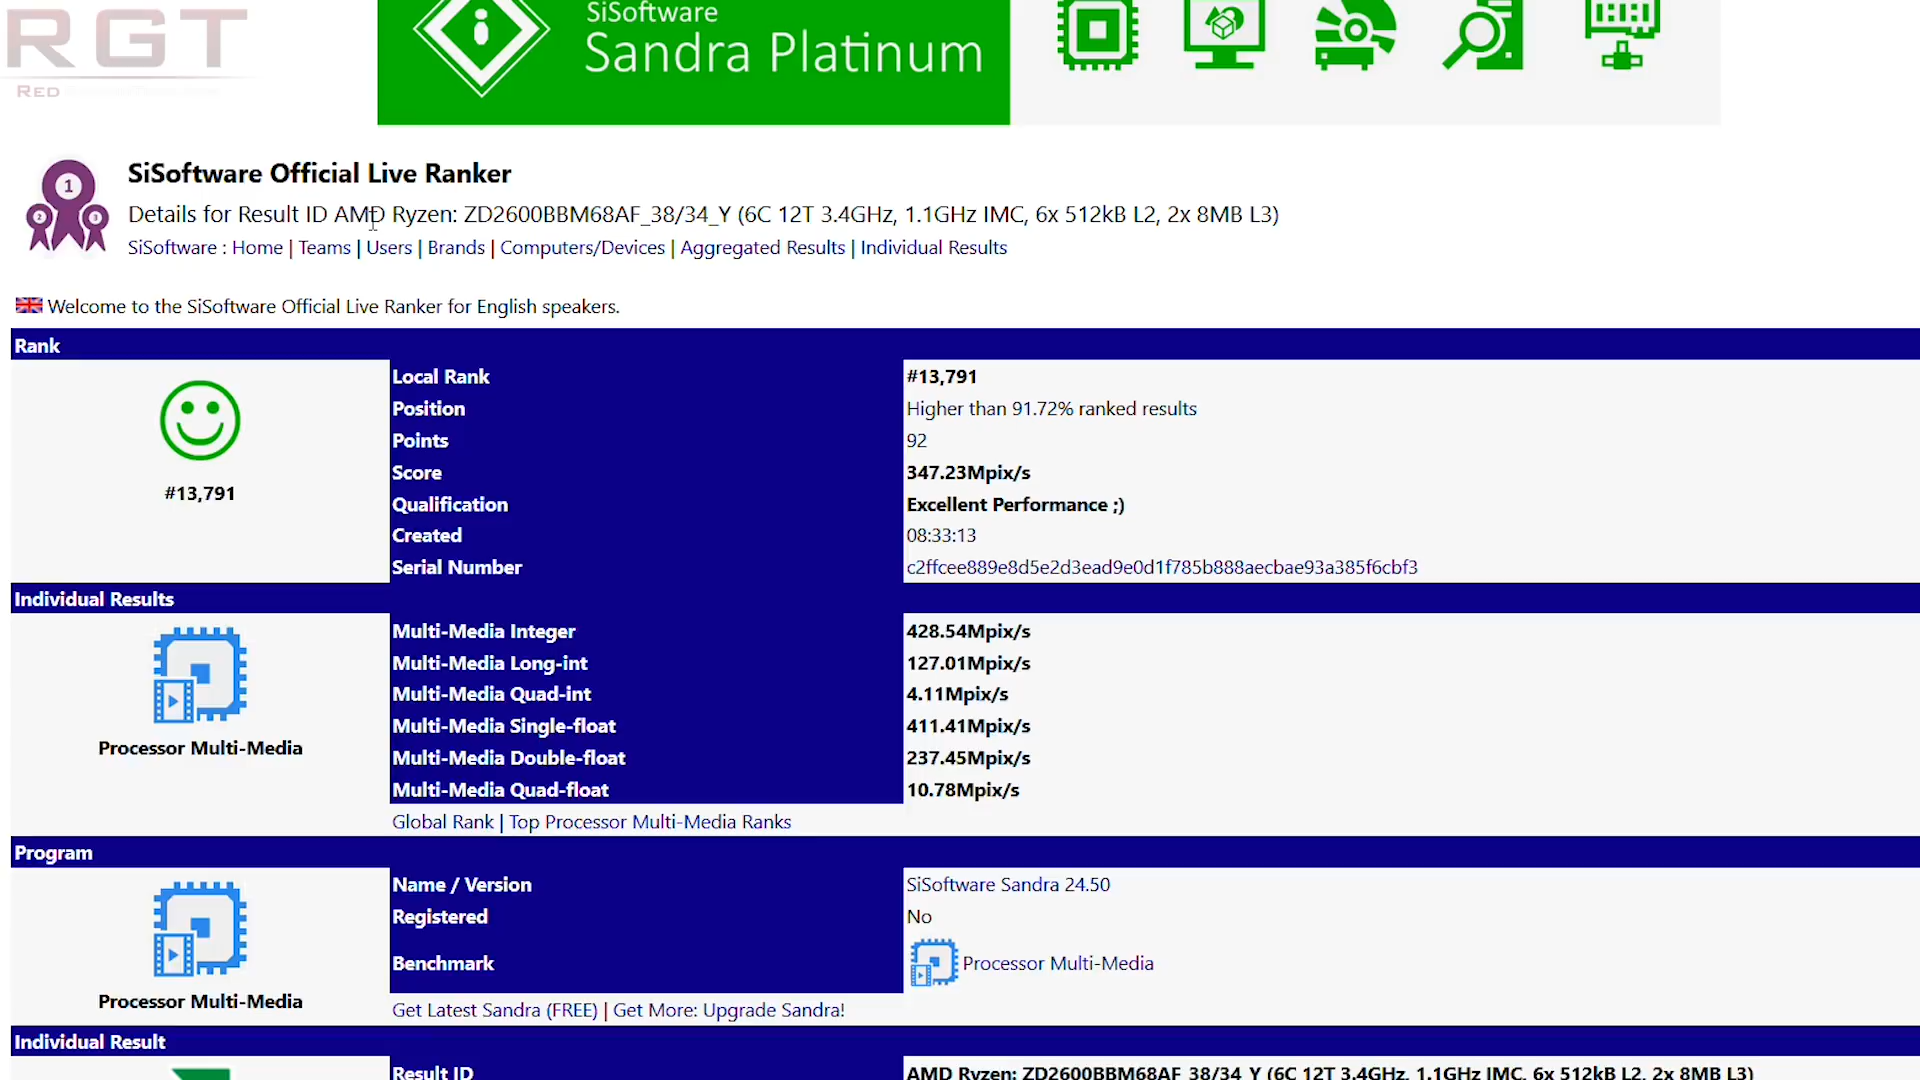 RGT
RED
SiSoftware
Sandra Platinum
SiSoftware Official Live Ranker
Details for Result ID AMD Ryzen: ZD2600BBM68AF_38/34_Y (6C 12T 3.4GHz, 1.1GHz IMC, 6x 512kB L2, 2x 8MB L3)
SiSoftware : Home | Teams | Users | Brands | Computers/Devices | Aggregated Results | Individual Results
Welcome to the SiSoftware Official Live Ranker for English speakers.
Rank
Local Rank #13,791
Position Higher than 91.72% ranked results
Points 92
Score 347.23Mpix/s
#13,791
Qualification Excellent Performance ;)
Created 08:33:13
Serial Number c2ffcee889e8d5e2d3ead9e0d1f785b888aecbae93a385f6cbf3
Individual Results
Multi-Media Integer 428.54Mpix/s
Multi-Media Long-int 127.01Mpix/s
Multi-Media Quad-int 4.11Mpix/s
Multi-Media Single-float 411.41Mpix/s
Processor Multi-Media
Multi-Media Double-float 237.45Mpix/s
Multi-Media Quad-float 10.78Mpix/s
Global Rank | Top Processor Multi-Media Ranks
Program
Name / Version SiSoftware Sandra 24.50
Registered No
Benchmark Processor Multi-Media
Processor Multi-Media
Get Latest Sandra (FREE) | Get More: Upgrade Sandra!
Individual Result
Result ID AMD Ryzen: ZD2600BBM68AF_38/34_Y (6C 12T 3.4GHz, 1.1GHz IMC, 6x 512kB L2, 2x 8MB L3)